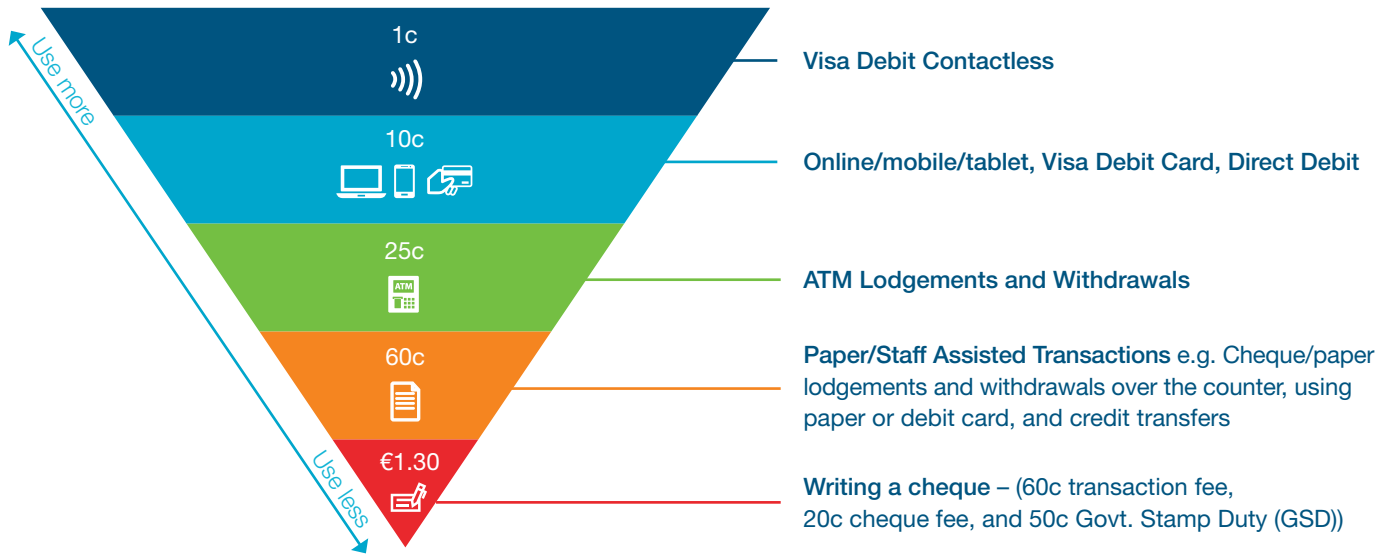 Use more
1c
Visa Debit Contactless
10c
Online/mobile/tablet, Visa Debit Card, Direct Debit
25c
ATM
ATM Lodgements and Withdrawals
60c
Paper/Staff Assisted Transactions e.g. Cheque/paper
lodgements and withdrawals over the counter, using
paper or debit card, and credit transfers
Use less
€1.30
Writing a cheque – (60c transaction fee,
20c cheque fee, and 50c Govt. Stamp Duty (GSD))